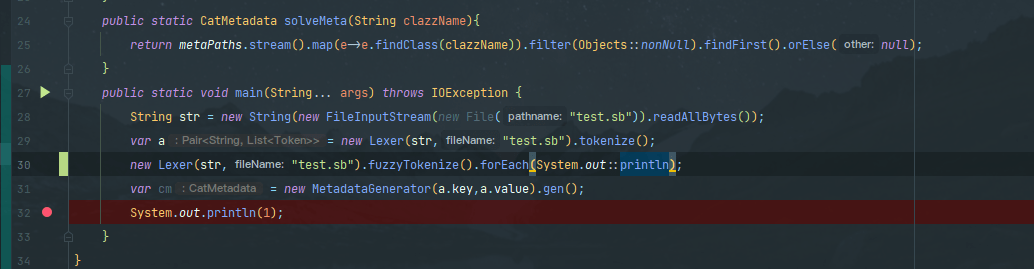 24 public static CatMetadata solveMeta(String clazzName){
25 return metaPaths.stream().map(e->e.findClass(clazzName)).filter(Objects::nonNull).findFirst().orElse( other: null);
26 }
27 public static void main(String... args) throws IOException {
28 String str = new String(new FileInputStream(new File( pathname: "test.sb")).readAllBytes());
29 var a : Pair<String, List<Token>> = new Lexer(str, fileName: "test.sb").tokenize();
30 new Lexer(str, fileName: "test.sb").fuzzyTokenize().forEach(System.out::println);
31 var cm : CatMetadata = new MetadataGenerator(a.key,a.value).gen();
32 System.out.println(1);
33 }
34 }